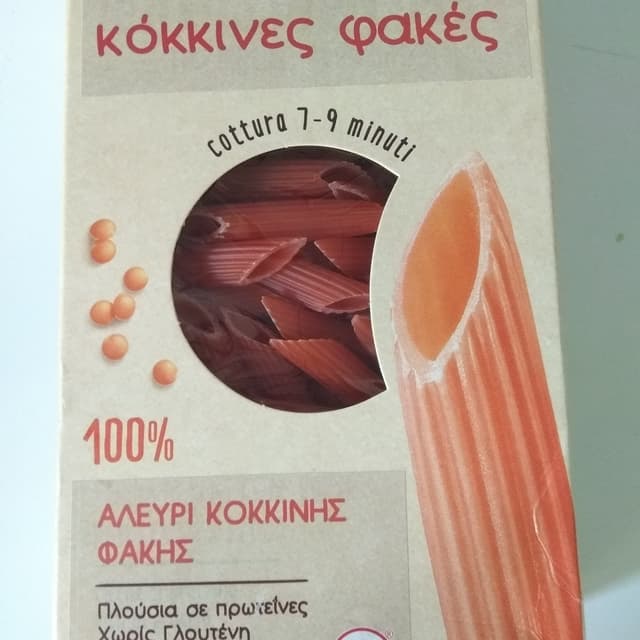 κόκκινες φακές
cottura 7-9 minuti
100%
ΑΛΕΥΡΙ ΚΟΚΚΙΝΗΣ
ΦΑΚΗΣ
Πλούσια σε πρωτεΐνες
Χωρίς Γλουτένη